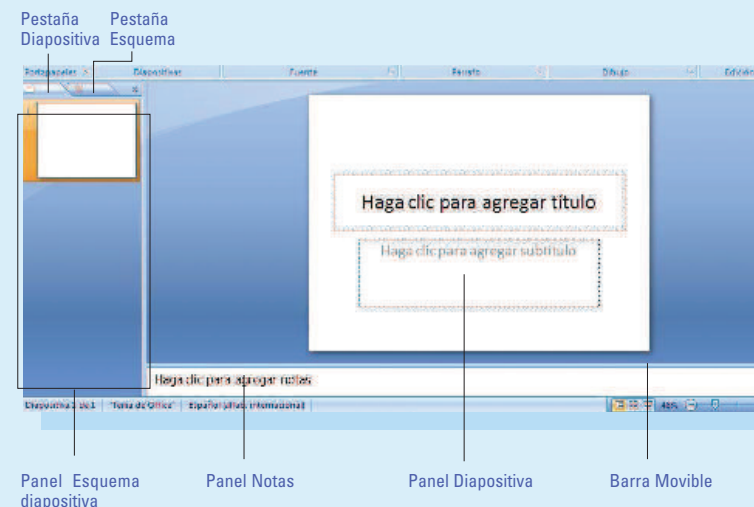 Pestaña Pestaña
Diapositiva Esquema
Portapapeles Diapositivas Fuente Párrafo Dibujo Edición
Haga clic para agregar título
Haga clic para agregar subtítulo
Haga clic para agregar notas
Diapositiva 1 de 1 "Tema de Office" Español (alfab. internacional) 48%
Panel Esquema Panel Notas Panel Diapositiva Barra Movible
diapositiva